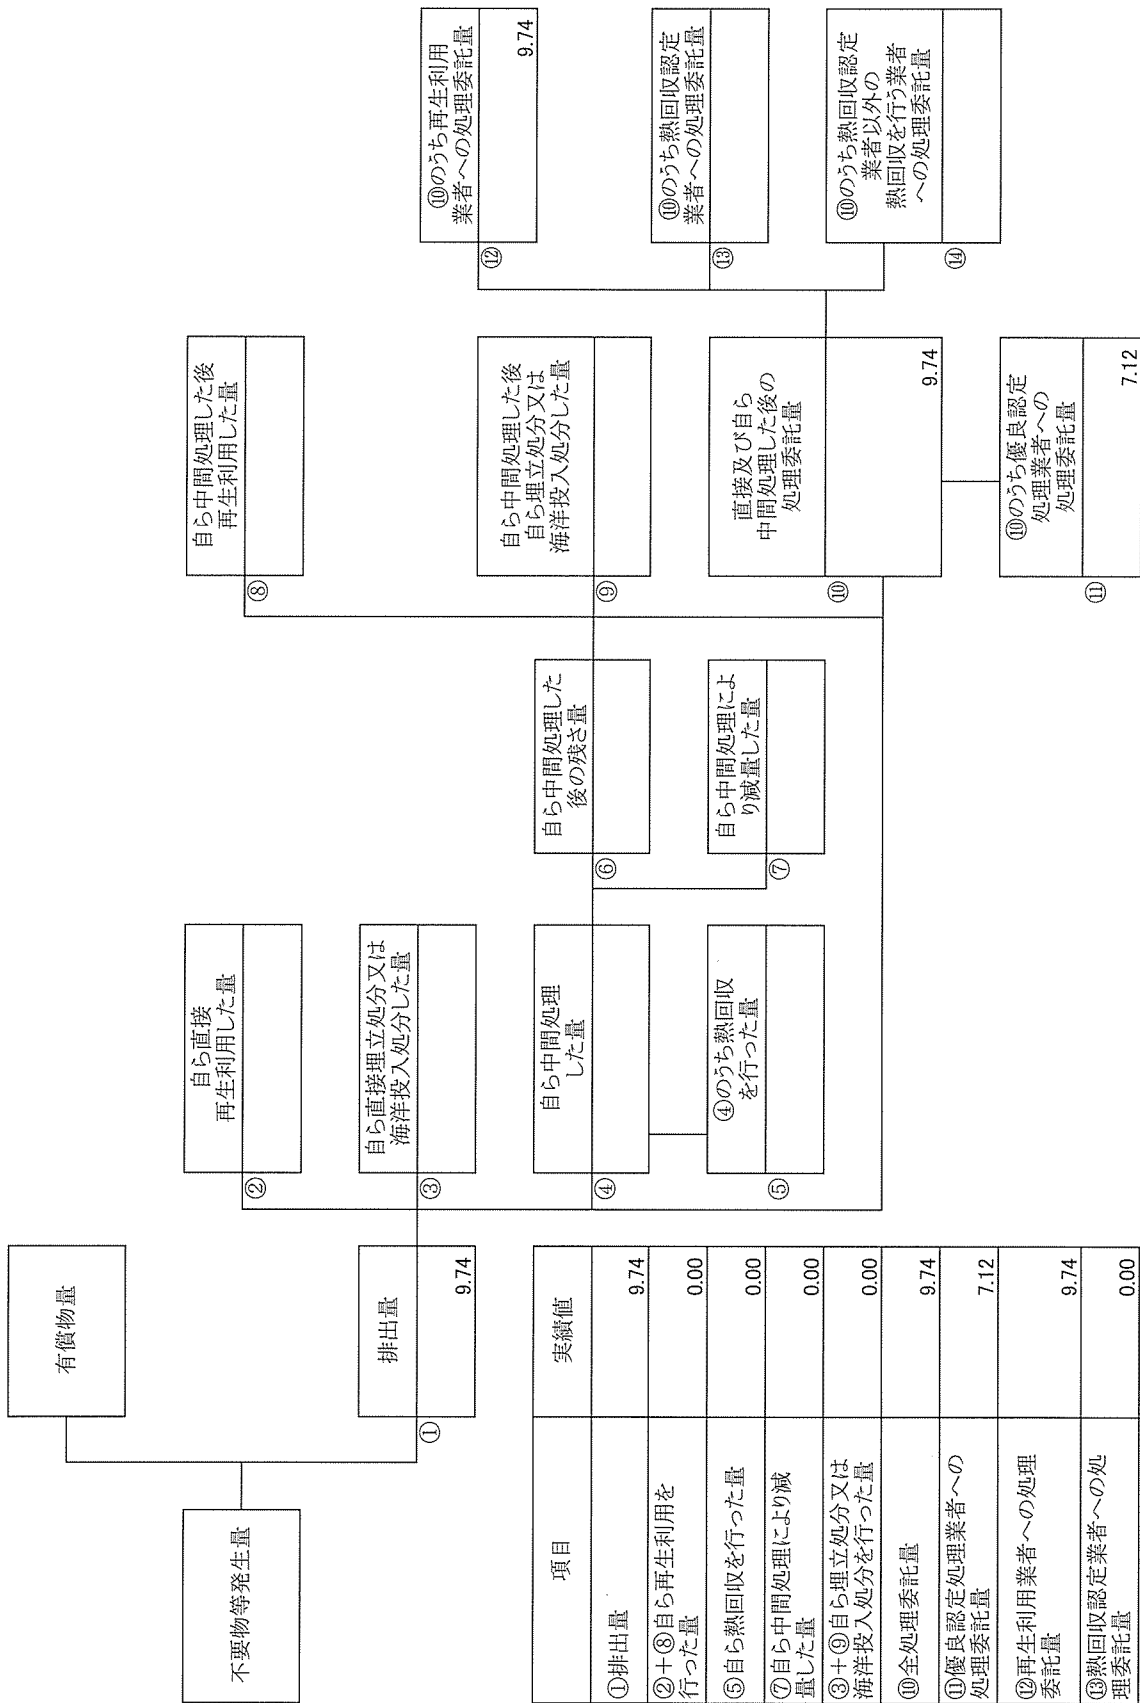 不要物等発生量
有償物量
排出量
①
9.74
②
自ら直接
再生利用した量
③
自ら直接埋立処分又は
海洋投入処分した量
④
自ら中間処理
した量
⑤
④のうち熱回収
を行った量
⑥
自ら中間処理した
後の残さ量
⑦
自ら中間処理によ
り減量した量
⑧
自ら中間処理した後
再生利用した量
⑨
自ら中間処理した後
自ら埋立処分又は
海洋投入処分した量
⑩
直接及び自ら
中間処理した後の
処理委託量
9.74
⑪
⑩のうち優良認定
処理業者への
処理委託量
7.12
⑫
⑩のうち再生利用
業者への処理委託量
9.74
⑬
⑩のうち熱回収認定
業者への処理委託量
⑭
⑩のうち熱回収認定
業者以外の
熱回収を行う業者
への処理委託量
項目 実績値
①排出量 9.74
②+⑧自ら再生利用を
行った量 0.00
⑤自ら熱回収を行った量 0.00
⑦自ら中間処理により減
量した量 0.00
③+⑨自ら埋立処分又は
海洋投入処分を行った量 0.00
⑩全処理委託量 9.74
⑪優良認定処理業者への
処理委託量 7.12
⑫再生利用業者への処理
委託量 9.74
⑬熱回収認定業者への処
理委託量 0.00